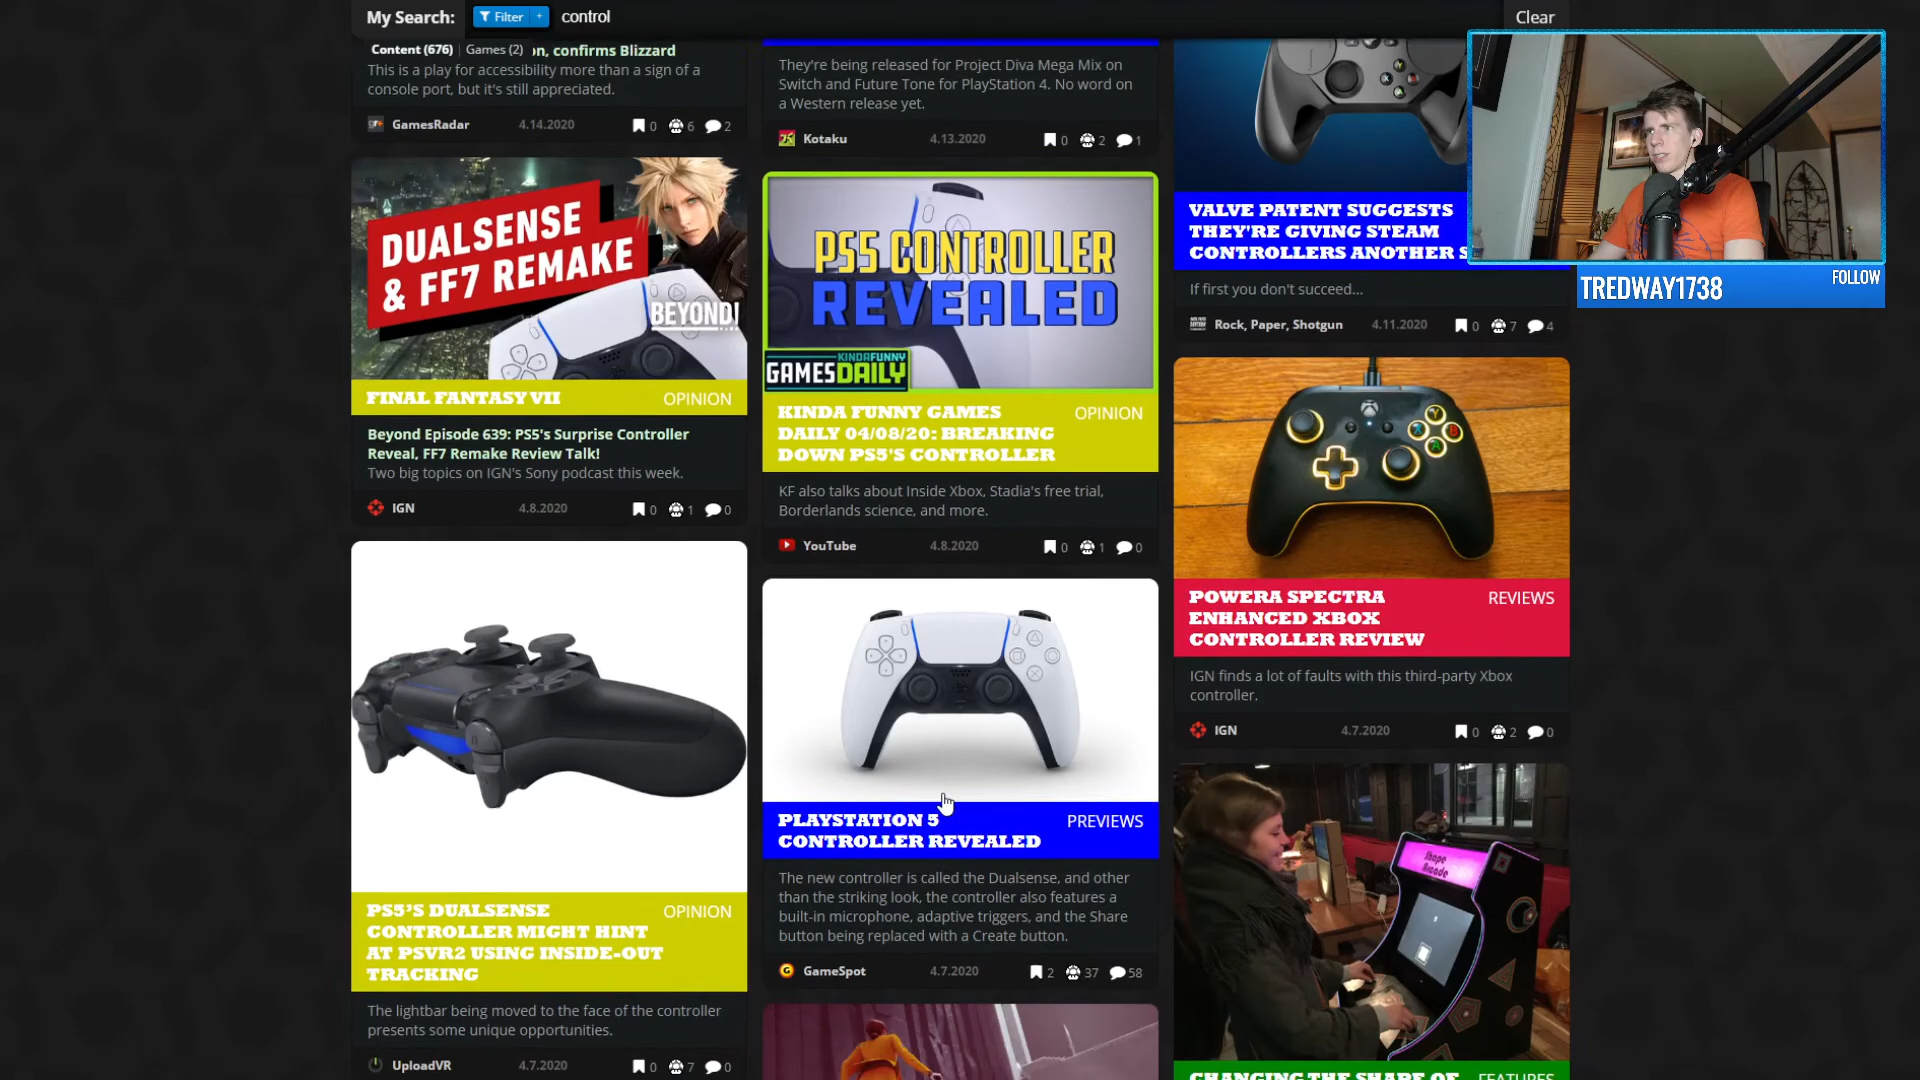 My Search:
Filter +
control
Clear
Content (676) | Games (2)
n, confirms Blizzard
This is a play for accessibility more than a sign of a
console port, but it's still appreciated.
GamesRadar
4.14.2020
0
6
2
DUALSENSE
& FF7 REMAKE
BEYOND!
FINAL FANTASY VII
OPINION
Beyond Episode 639: PS5's Surprise Controller
Reveal, FF7 Remake Review Talk!
Two big topics on IGN's Sony podcast this week.
IGN
4.8.2020
0
1
0
PS5'S DUALSENSE
CONTROLLER MIGHT HINT
AT PSVR2 USING INSIDE-OUT
TRACKING
OPINION
The lightbar being moved to the face of the controller
presents some unique opportunities.
UploadVR
4.7.2020
0
7
0
They're being released for Project Diva Mega Mix on
Switch and Future Tone for PlayStation 4. No word on
a Western release yet.
Kotaku
4.13.2020
0
2
1
PS5 CONTROLLER
REVEALED
KINDAFUNNY
GAMESDAILY
KINDA FUNNY GAMES
DAILY 04/08/20: BREAKING
DOWN PS5'S CONTROLLER
OPINION
KF also talks about Inside Xbox, Stadia's free trial,
Borderlands science, and more.
YouTube
4.8.2020
0
1
0
PLAYSTATION 5
CONTROLLER REVEALED
PREVIEWS
The new controller is called the Dualsense, and other
than the striking look, the controller also features a
built-in microphone, adaptive triggers, and the Share
button being replaced with a Create button.
GameSpot
4.7.2020
2
37
58
VALVE PATENT SUGGESTS
THEY'RE GIVING STEAM
CONTROLLERS ANOTHER S
If first you don't succeed...
Rock, Paper, Shotgun
4.11.2020
0
7
4
Y
X
B
A
POWERA SPECTRA
ENHANCED XBOX
CONTROLLER REVIEW
REVIEWS
IGN finds a lot of faults with this third-party Xbox
controller.
IGN
4.7.2020
0
2
0
Shape
Arcade
CHANGING THE SHAPE OF
FEATURES
TREDWAY1738
FOLLOW